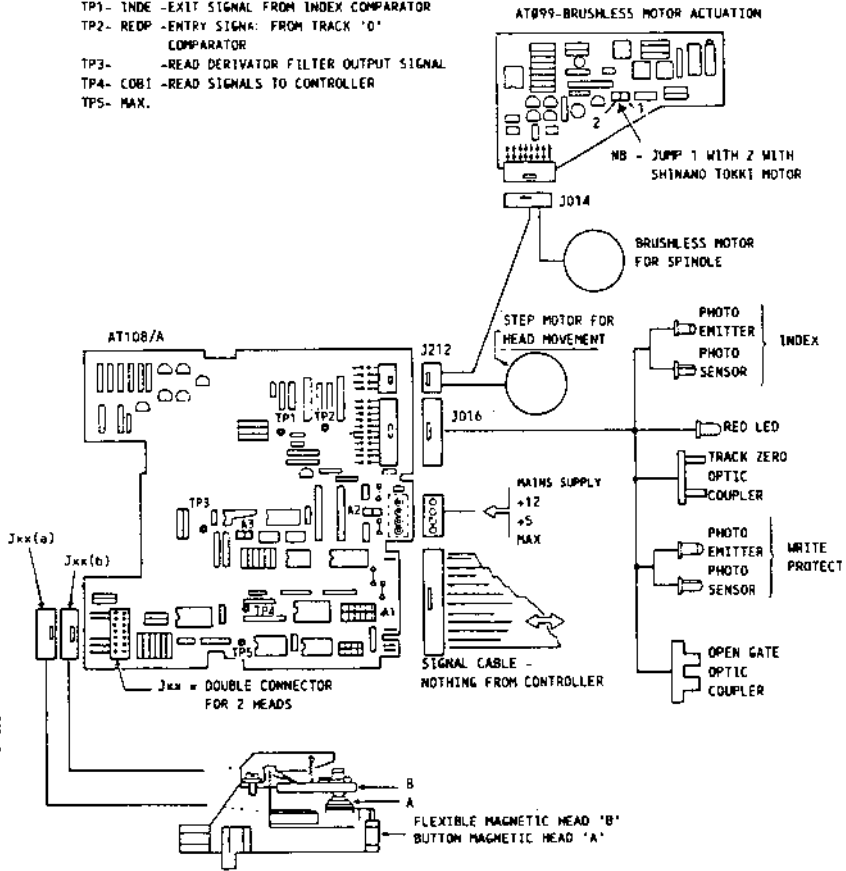 TP1- INDE -EXIT SIGNAL FROM INDEX COMPARATOR
TP2- REDP -ENTRY SIGNA: FROM TRACK '0'
COMPARATOR
TP3- -READ DERIVATOR FILTER OUTPUT SIGNAL
TP4- COBI -READ SIGNALS TO CONTROLLER
TP5- MAX.
AT099-BRUSHLESS MOTOR ACTUATION
2 1
NB - JUMP 1 WITH 2 WITH
SHINANO TOKKI MOTOR
J014
BRUSHLESS MOTOR
FOR SPINDLE
STEP MOTOR FOR
HEAD MOVEMENT
AT108/A
J212
J016
TP1 TP2
PHOTO
EMITTER
PHOTO
SENSOR
INDEX
RED LED
TRACK ZERO
OPTIC
COUPLER
MAINS SUPPLY
+12
+5
MAX
TP3
A3
A2
PHOTO
EMITTER
PHOTO
SENSOR
WRITE
PROTECT
Jxx(a)
Jxx(b)
TP4
A1
TP5
SIGNAL CABLE -
NOTHING FROM CONTROLLER
OPEN GATE
OPTIC
COUPLER
Jxx = DOUBLE CONNECTOR
FOR 2 HEADS
B
A
FLEXIBLE MAGNETIC HEAD 'B'
BUTTON MAGNETIC HEAD 'A'